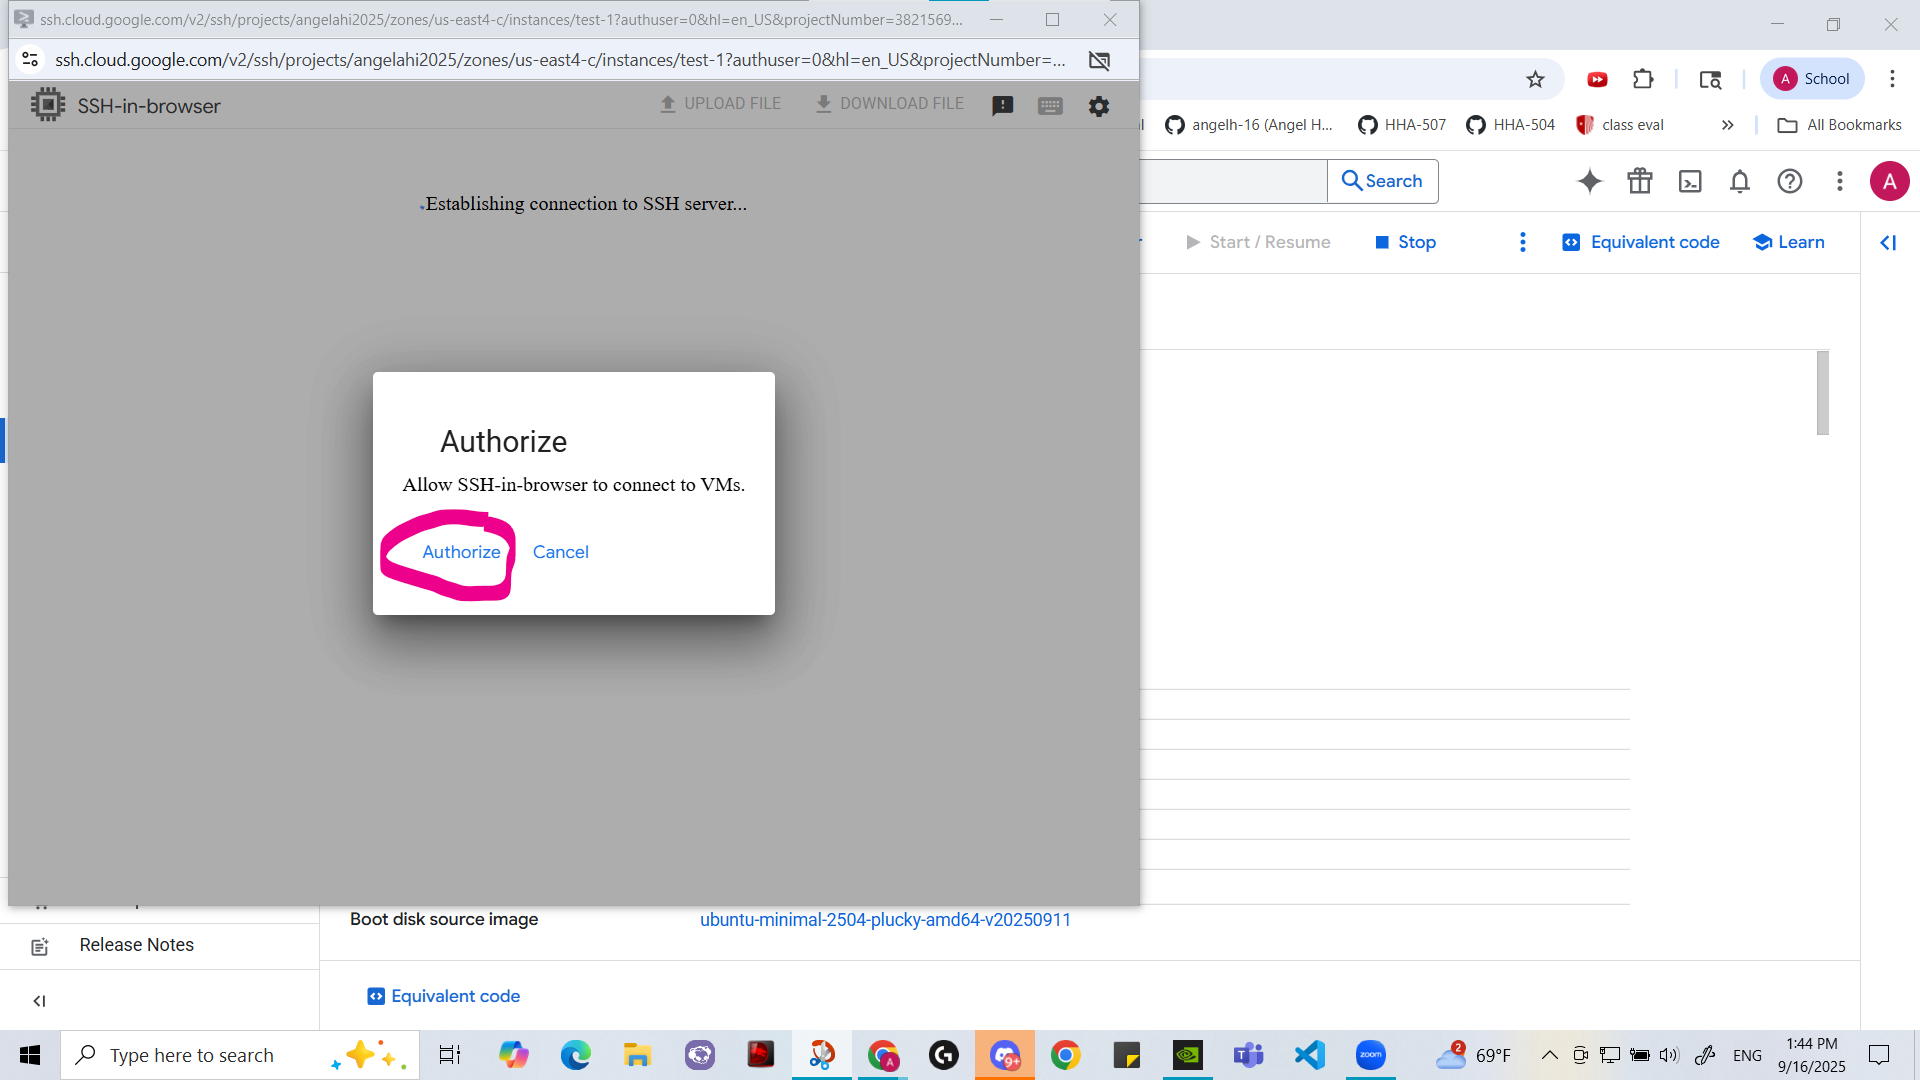 ssh.cloud.google.com/v2/ssh/projects/angelahi2025/zones/us-east4-c/instances/test-1?authuser=0&hl=en_US&projectNumber=3821569...
ssh.cloud.google.com/v2/ssh/projects/angelahi2025/zones/us-east4-c/instances/test-1?authuser=0&hl=en_US&projectNumber=...
A School
SSH-in-browser UPLOAD FILE DOWNLOAD FILE
angelh-16 (Angel H... HHA-507 HHA-504 class eval » All Bookmarks
Search A
.Establishing connection to SSH server...
Start / Resume Stop Equivalent code Learn
Authorize
Allow SSH-in-browser to connect to VMs.
Authorize Cancel
Boot disk source image ubuntu-minimal-2504-plucky-amd64-v20250911
Release Notes
Equivalent code
Type here to search A 9+ zoom 2 69°F ENG 1:44 PM
9/16/2025